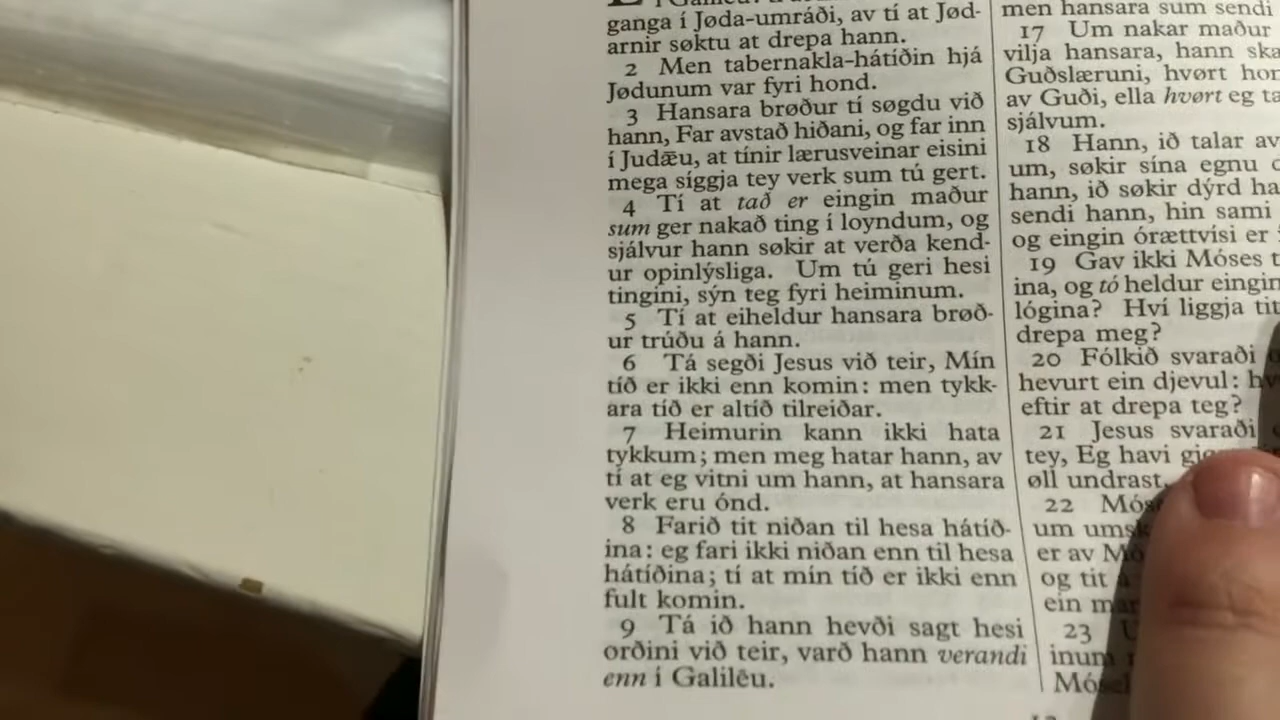 ganga í Jøda-umráði, av tí at Jød-
arnir søktu at drepa hann.
2 Men tabernakla-hátíðin hjá
Jødunum var fyri hond.
3 Hansara brøður tí søgdu við
hann, Far avstað hiðani, og far inn
í Judǣu, at tínir lærusveinar eisini
mega síggja tey verk sum tú gert.
4 Tí at tað er eingin maður
sum ger nakað ting í loyndum, og
sjálvur hann søkir at verða kend-
ur opinlýsliga. Um tú geri hesi
tingini, sýn teg fyri heiminum.
5 Tí at eiheldur hansara brøð-
ur trúðu á hann.
6 Tá segði Jesus við teir, Mín
tíð er ikki enn komin: men tykk-
ara tíð er altíð tilreiðar.
7 Heimurin kann ikki hata
tykkum; men meg hatar hann, av
tí at eg vitni um hann, at hansara
verk eru ónd.
8 Farið tit niðan til hesa hátíð-
ina: eg fari ikki niðan enn til hesa
hátíðina; tí at mín tíð er ikki enn
fult komin.
9 Tá ið hann hevði sagt hesi
orðini við teir, varð hann verandi
enn í Galilēu.
men hansara sum sendi
17 Um nakar maður
vilja hansara, hann
Guðslæruni, hvørt
av Guði, ella hvørt eg
sjálvum.
18 Hann, ið talar av
um, søkir sína egnu
hann, ið søkir dýrd
sendi hann, hin sami
og eingin órættvísi er
19 Gav ikki Móses
ina, og tó heldur
lógina? Hví liggja tit
drepa meg?
20 Fólkið svaraði
hevurt ein djevul:
eftir at drepa teg?
21 Jesus svaraði
tey, Eg havi
øll undrast.
22
um
er av
og tit
ein
23